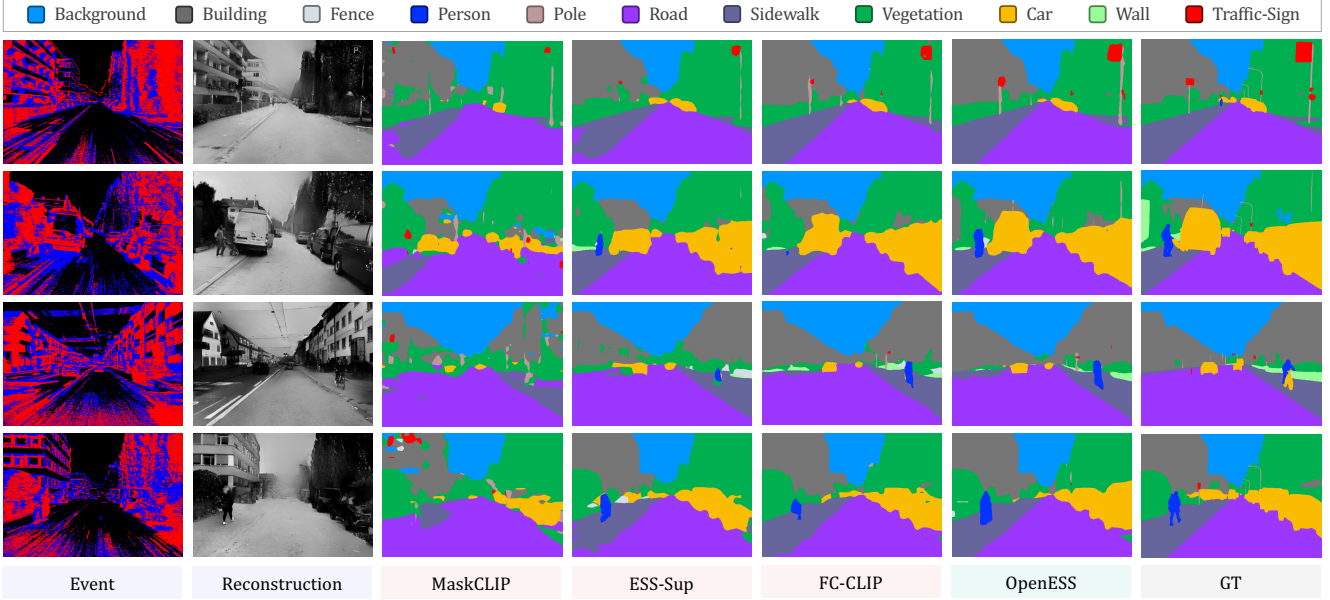 Background Building Fence Person Pole Road Sidewalk Vegetation Car Wall Traffic-Sign
P
Event Reconstruction MaskCLIP ESS-Sup FC-CLIP OpenESS GT